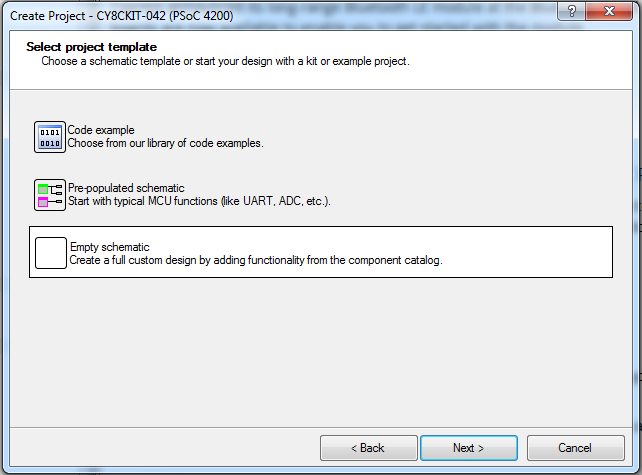 Create Project - CY8CKIT-042 (PSoC 4200)
Select project template
Choose a schematic template or start your design with a kit or example project.
0101
0010
Code example
Choose from our library of code examples.
Pre-populated schematic
Start with typical MCU functions (like UART, ADC, etc.).
Empty schematic
Create a full custom design by adding functionality from the component catalog.
< Back
Next >
Cancel